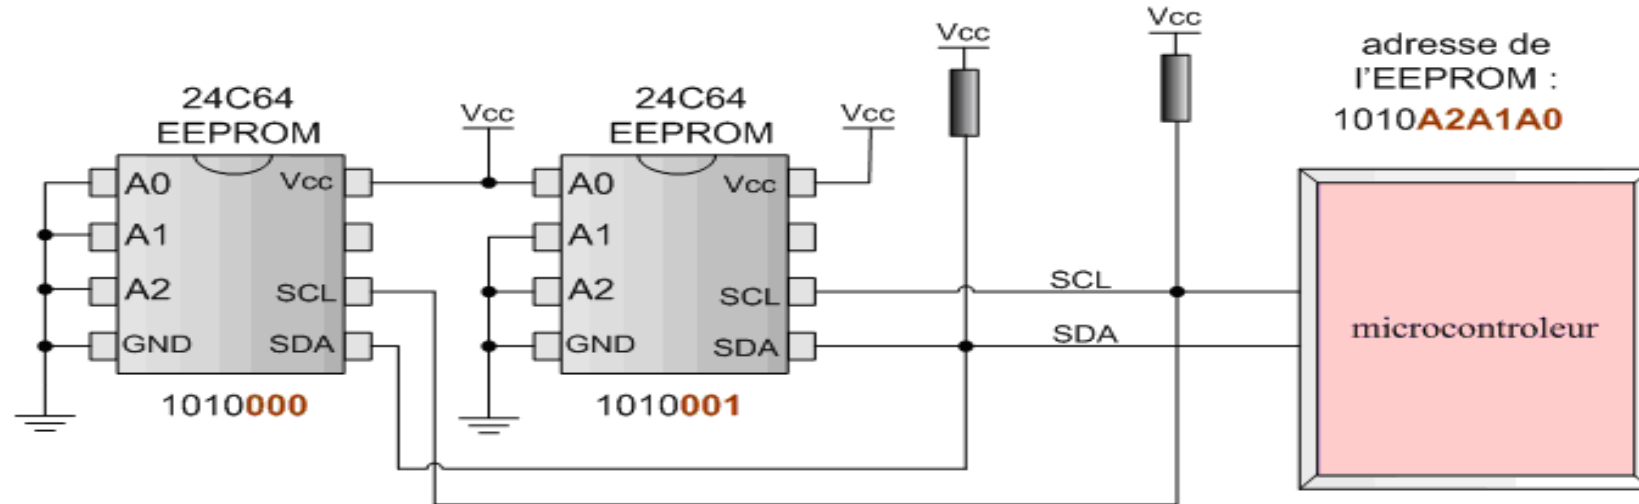 24C64
EEPROM
A0
A1
A2
GND
Vcc
SCL
SDA
1010000
Vcc
24C64
EEPROM
A0
A1
A2
GND
Vcc
SCL
SDA
1010001
Vcc
Vcc
Vcc
SCL
SDA
adresse de
l'EEPROM :
1010A2A1A0
microcontroleur